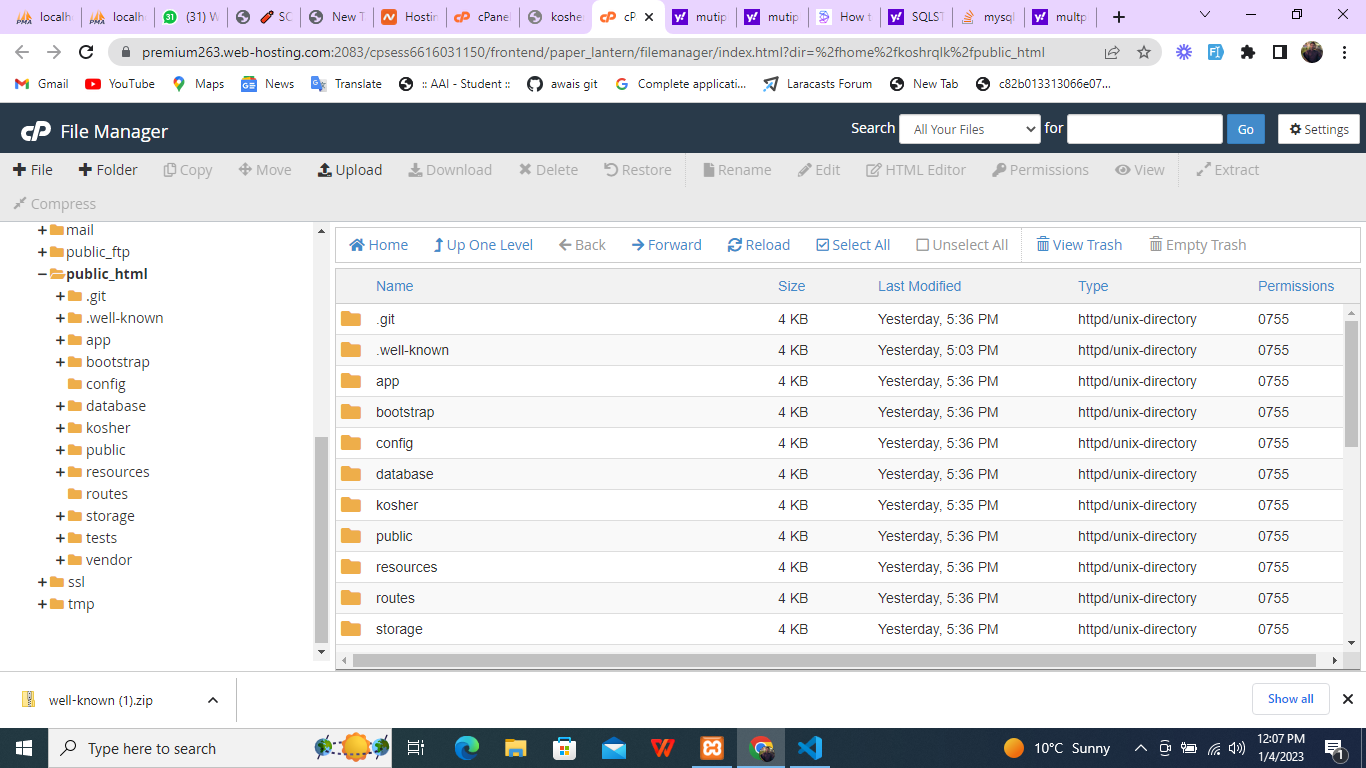 localh
localh
(31) W
SC
New T
Hostin
cPanel
kosher
cP
mutip
mutip
How t
SQLST
mysql
multp
premium263.web-hosting.com:2083/cpsess6616031150/frontend/paper_lantern/filemanager/index.html?dir=%2fhome%2fkoshrqlk%2fpublic_html
Gmail YouTube Maps News Translate :: AAI - Student :: awais git Complete applicati... Laracasts Forum New Tab c82b013313066e07...
cP File Manager Search All Your Files for Go Settings
File Folder Copy Move Upload Download Delete Restore Rename Edit HTML Editor Permissions View Extract
Compress
mail
public_ftp
public_html
.git
.well-known
app
bootstrap
config
database
kosher
public
resources
routes
storage
tests
vendor
ssl
tmp
Home Up One Level Back Forward Reload Select All Unselect All View Trash Empty Trash
Name Size Last Modified Type Permissions
.git 4 KB Yesterday, 5:36 PM httpd/unix-directory 0755
.well-known 4 KB Yesterday, 5:03 PM httpd/unix-directory 0755
app 4 KB Yesterday, 5:36 PM httpd/unix-directory 0755
bootstrap 4 KB Yesterday, 5:36 PM httpd/unix-directory 0755
config 4 KB Yesterday, 5:36 PM httpd/unix-directory 0755
database 4 KB Yesterday, 5:36 PM httpd/unix-directory 0755
kosher 4 KB Yesterday, 5:35 PM httpd/unix-directory 0755
public 4 KB Yesterday, 5:36 PM httpd/unix-directory 0755
resources 4 KB Yesterday, 5:36 PM httpd/unix-directory 0755
routes 4 KB Yesterday, 5:36 PM httpd/unix-directory 0755
storage 4 KB Yesterday, 5:36 PM httpd/unix-directory 0755
well-known (1).zip Show all
Type here to search 10°C Sunny 12:07 PM
1/4/2023 1